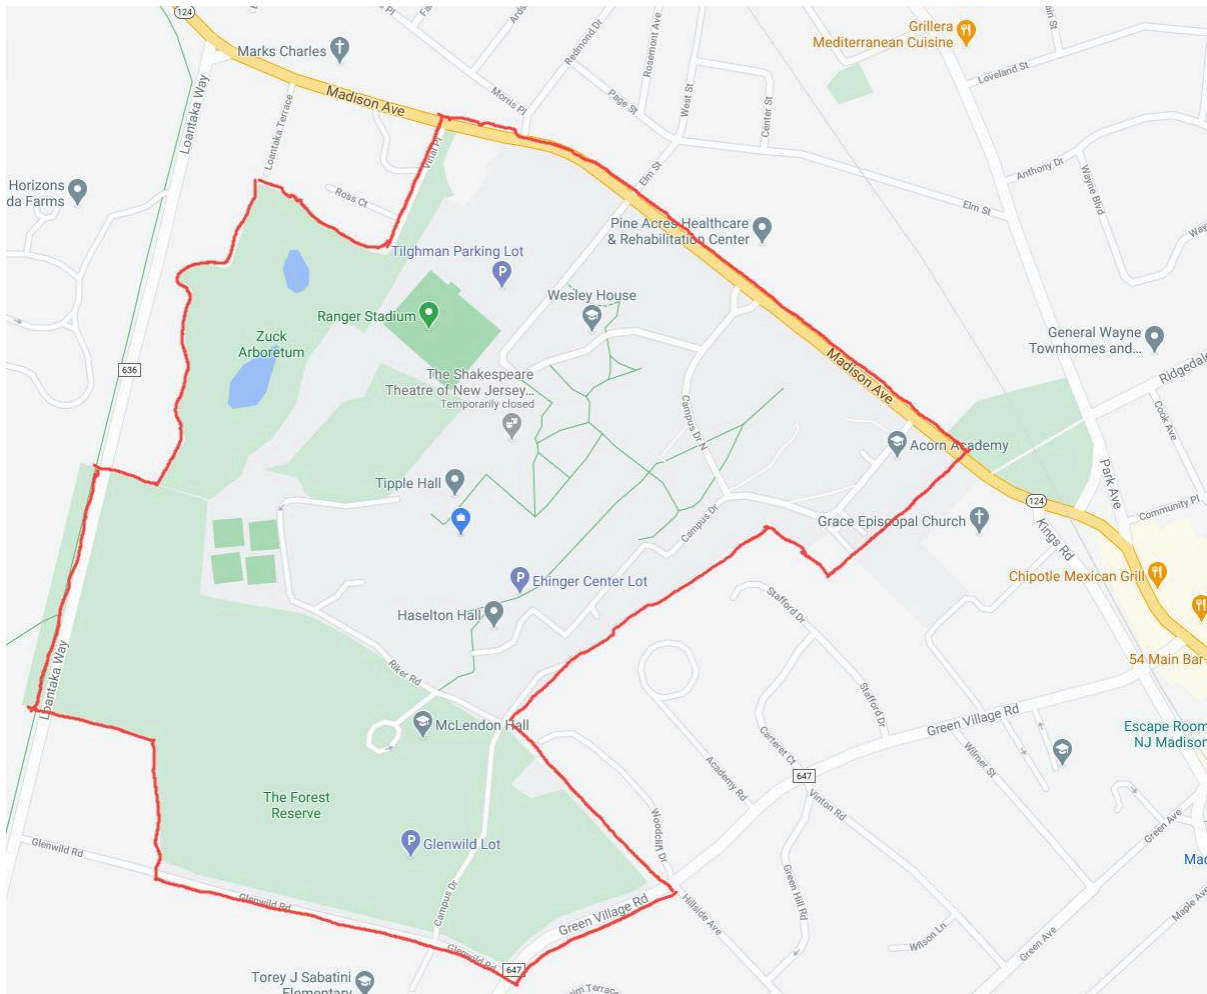 124
Marks Charles
Redmond Dr
Rosemont Ave
Grillera
Mediterranean Cuisine
Loveland St
Madison Ave
Morris Pl
Page St
West St
Center St
Loantaka Way
Loantaka Terrace
Vinal Pl
Elm St
Anthony Dr
Wayne Blvd
Horizons
da Farms
Ross Ct
Elm St
Pine Acres Healthcare
& Rehabilitation Center
Tilghman Parking Lot
Wesley House
Ranger Stadium
Zuck
Arboretum
General Wayne
Townhomes and...
Ridgedale
636
The Shakespeare
Theatre of New Jersey...
Temporarily closed
Madison Ave
Campus Dr N
Cook Ave
Acorn Academy
Park Ave
Tipple Hall
124
Community Pl
Campus Dr
Grace Episcopal Church
Kings Rd
Ehinger Center Lot
Chipotle Mexican Grill
Haselton Hall
Stafford Dr
54 Main Bar
Riker Rd
Loantaka Way
McLendon Hall
Stafford Dr
Green Village Rd
Escape Room
NJ Madison
Carteret Ct
Wilmer St
647
Academy Rd
Vinton Rd
The Forest
Reserve
Woodcliff Dr
Green Ave
Glenwild Rd
Glenwild Lot
Green Hill Rd
Glenwild Rd
Campus Dr
Green Village Rd
Hillside Ave
Wilson Ln
Maple Ave
Green Ave
Glenwild Rd
647
Torey J Sabatini
Elementary